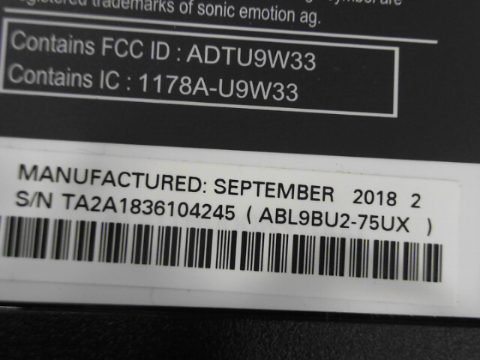 registered trademarks of sonic emotion ag.
Contains FCC ID : ADTU9W33
Contains IC : 1178A-U9W33
MANUFACTURED: SEPTEMBER 2018 2
S/N TA2A1836104245 ( ABL9BU2-75UX )